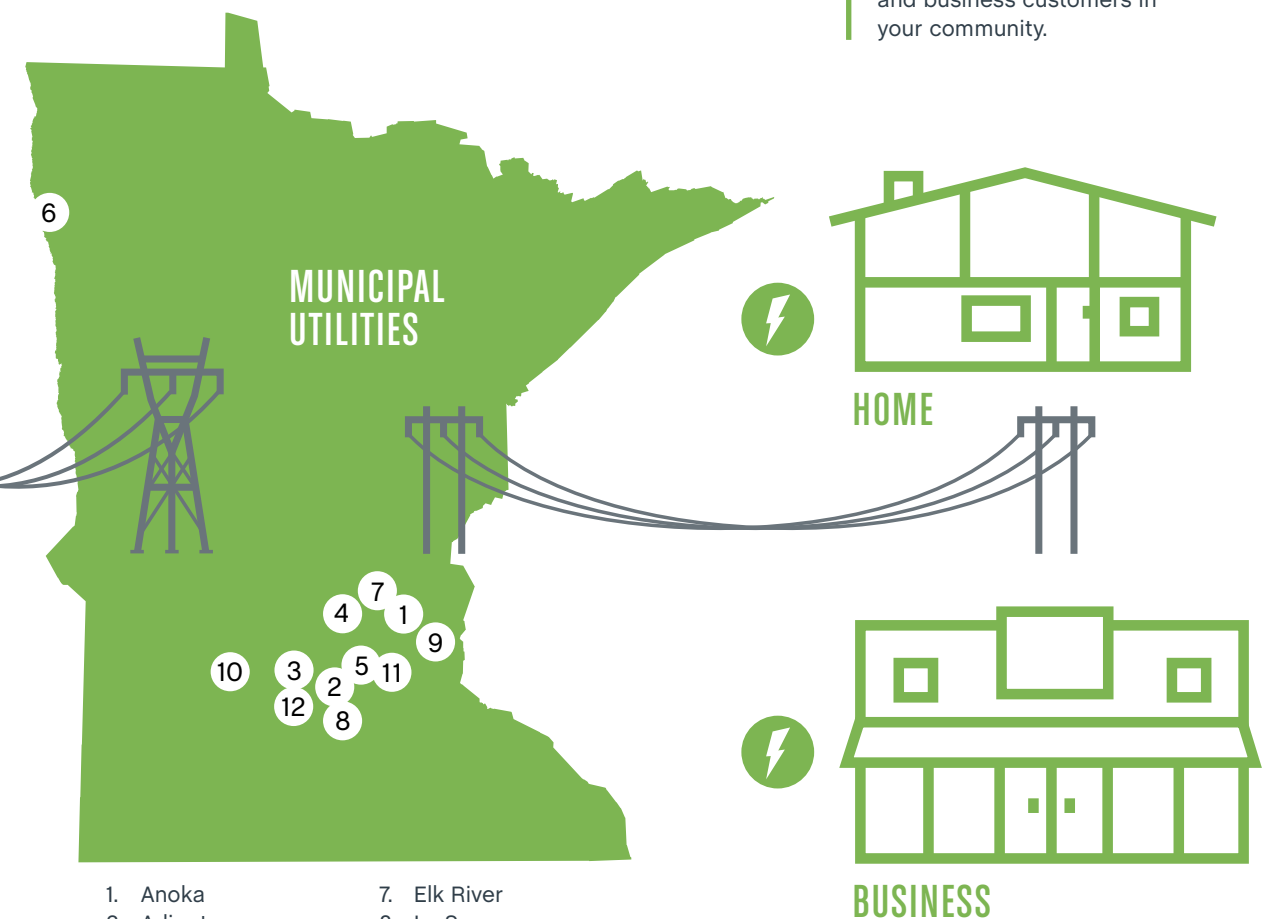 and business customers in
your community.
6
MUNICIPAL
UTILITIES
HOME
7
4
1
9
10
3
5
11
2
12
8
1. Anoka
7. Elk River
BUSINESS